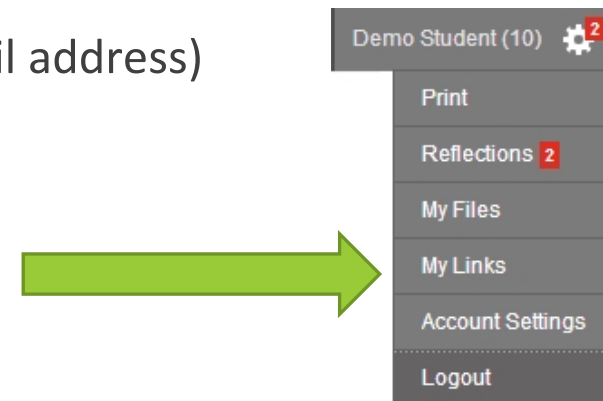 il address)
Demo Student (10) 2
Print
Reflections 2
My Files
My Links
Account Settings
Logout